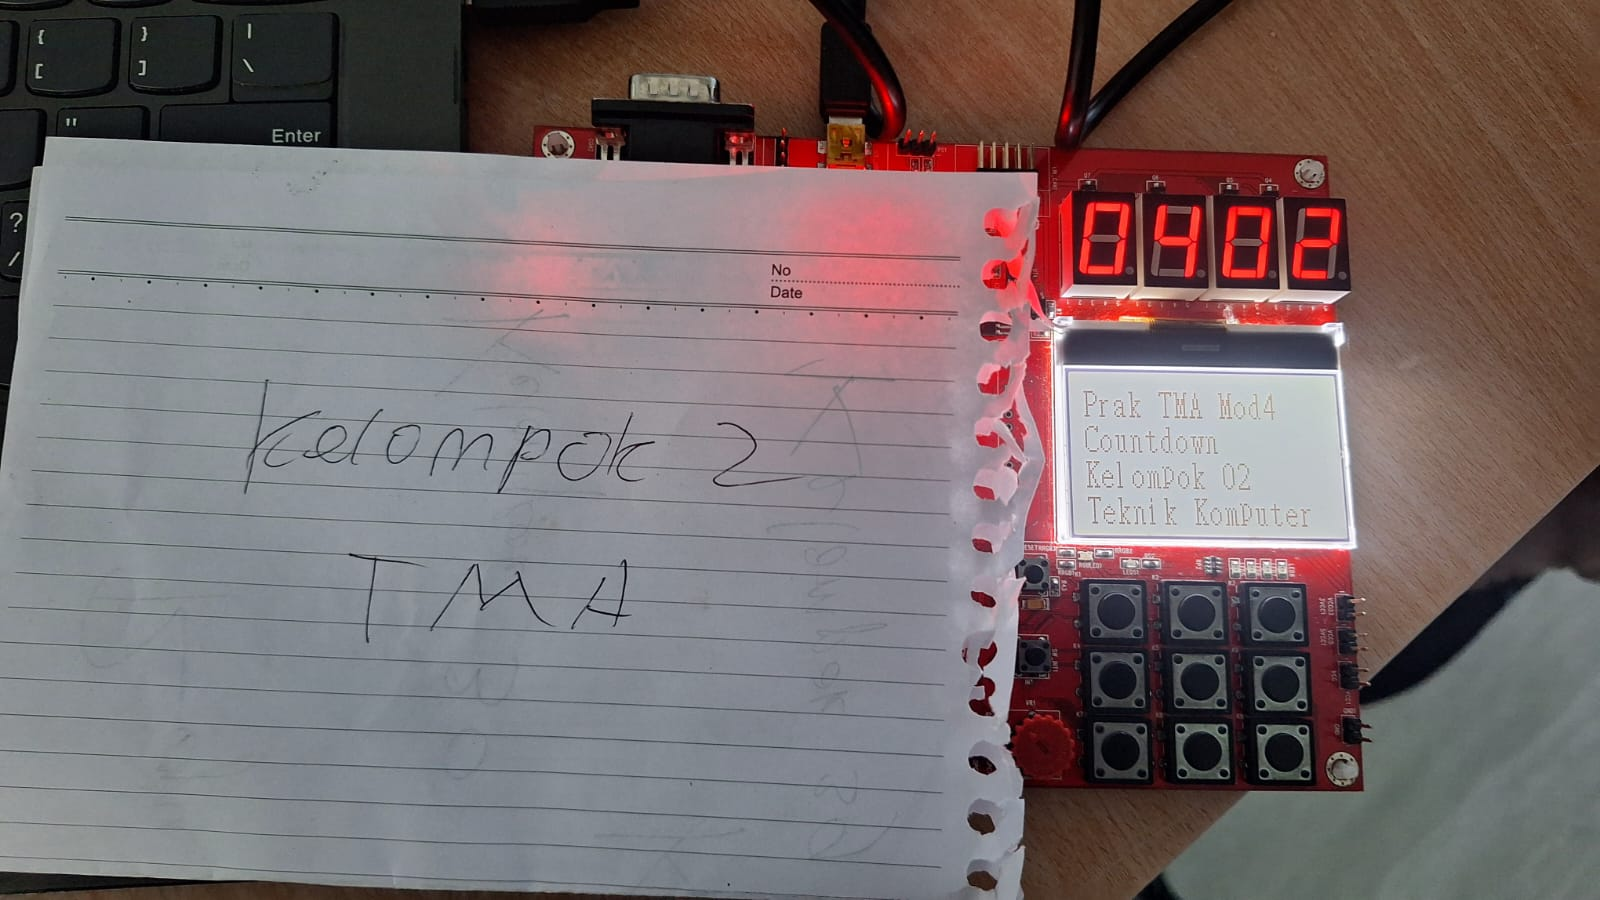 {
[
}
]
|
\
"
Enter
?
/
No
Date
Kelompok 2
TMA
0402
Prak TMA Mod4
Countdown
Kelompok 02
Teknik Komputer